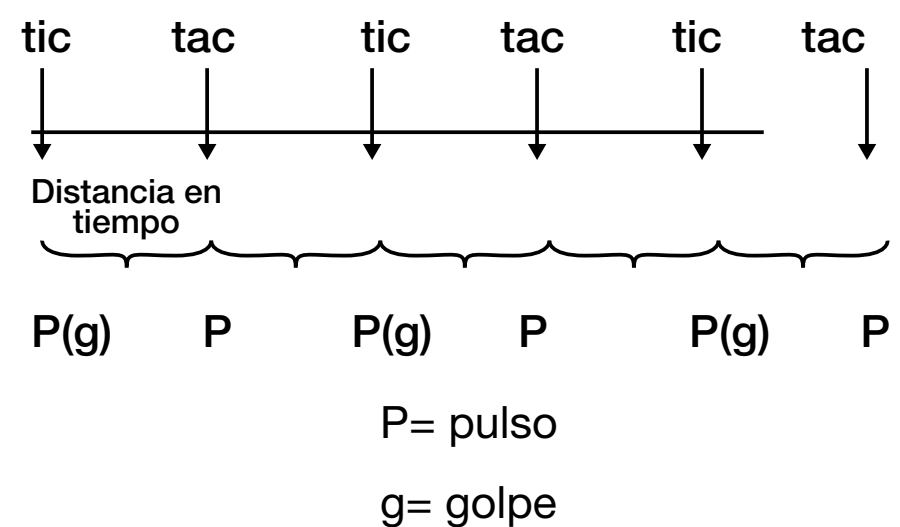 tic tac tic tac tic tac
Distancia en
tiempo
P(g) P P(g) P P(g) P
P= pulso
g= golpe